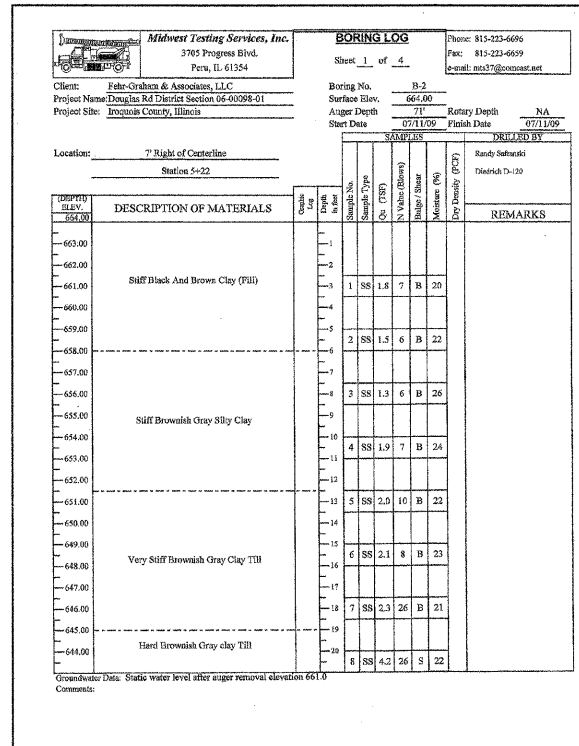 Midwest Testing Services, Inc.
3705 Progress Blvd.
Peru, IL 61354
BORING LOG
Sheet 1 of 4
Phone: 815-223-6696
Fax: 815-223-6659
e-mail: mts37@comcast.net
Client: Fehr-Graham & Associates, LLC
Project Name: Douglas Rd District Section 06-00098-01
Project Site: Iroquois County, Illinois
Boring No. B-2
Surface Elev. 664.00
Auger Depth 71' Rotary Depth NA
Start Date 07/11/09 Finish Date 07/11/09
SAMPLES DRILLED BY
Location: 7' Right of Centerline
Station 5+22
Randy Safranski
Diedrich D-120
(DEPTH) ELEV. 664.00
DESCRIPTION OF MATERIALS
Graphic Log
Depth in feet
Sample No.
Sample Type
Qu (TSF)
N Value (Blows)
Bulge / Shear
Moisture (%)
Dry Density (PCF)
REMARKS
663.00 1
662.00 2
661.00 Stiff Black And Brown Clay (Fill) 3 1 SS 1.8 7 B 20
660.00 4
659.00 5
2 SS 1.5 6 B 22
658.00 6
657.00 7
656.00 8 3 SS 1.3 6 B 26
655.00 Stiff Brownish Gray Silty Clay 9
654.00 10
4 SS 1.9 7 B 24
653.00 11
652.00 12
651.00 13 5 SS 2.0 10 B 22
650.00 14
649.00 15
Very Stiff Brownish Gray Clay Till 6 SS 2.1 8 B 23
648.00 16
647.00 17
646.00 18 7 SS 2.3 26 B 21
645.00 19
644.00 Hard Brownish Gray clay Till 20
8 SS 4.2 26 S 22
Groundwater Data: Static water level after auger removal elevation 661.0
Comments: